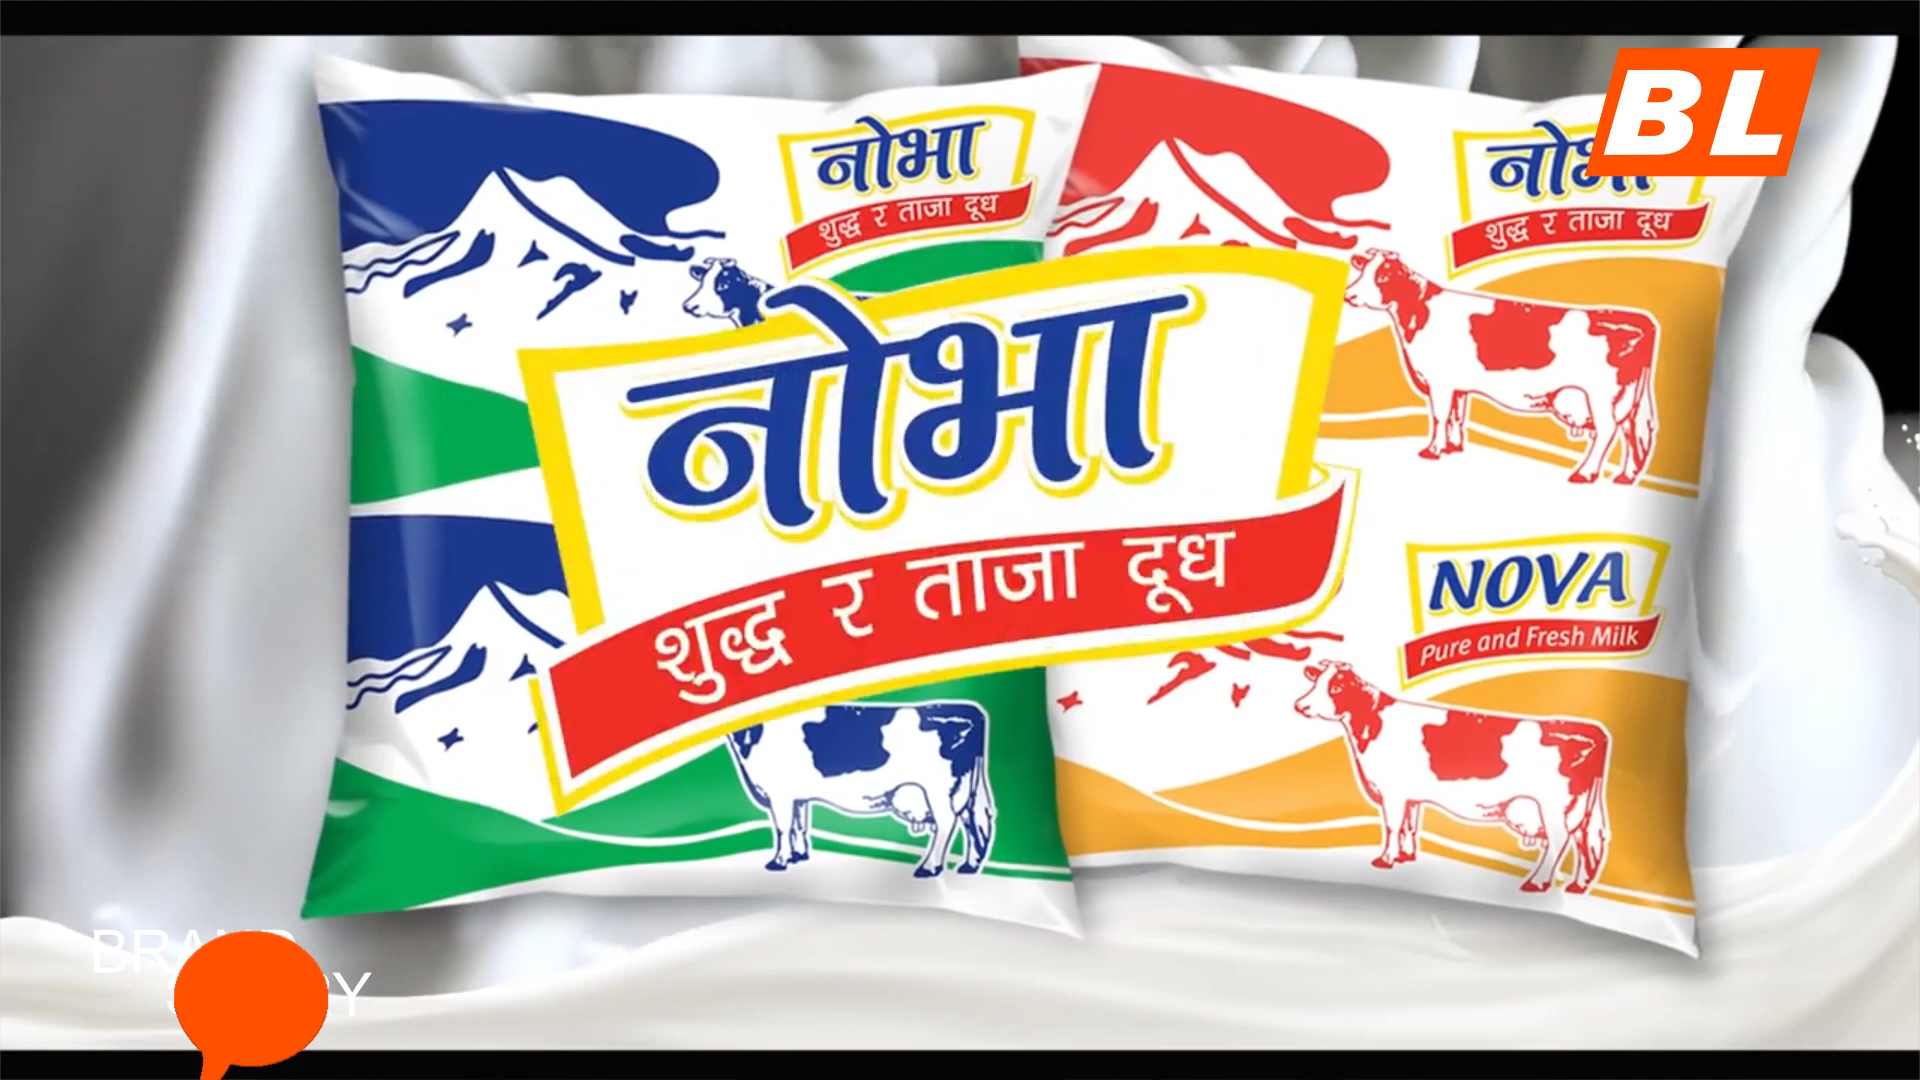 BL
नोभा
शुद्ध र ताजा दूध
शुद्ध र ताजा दूध
नोभा
शुद्ध र ताजा दूध
NOVA
Pure and Fresh Milk